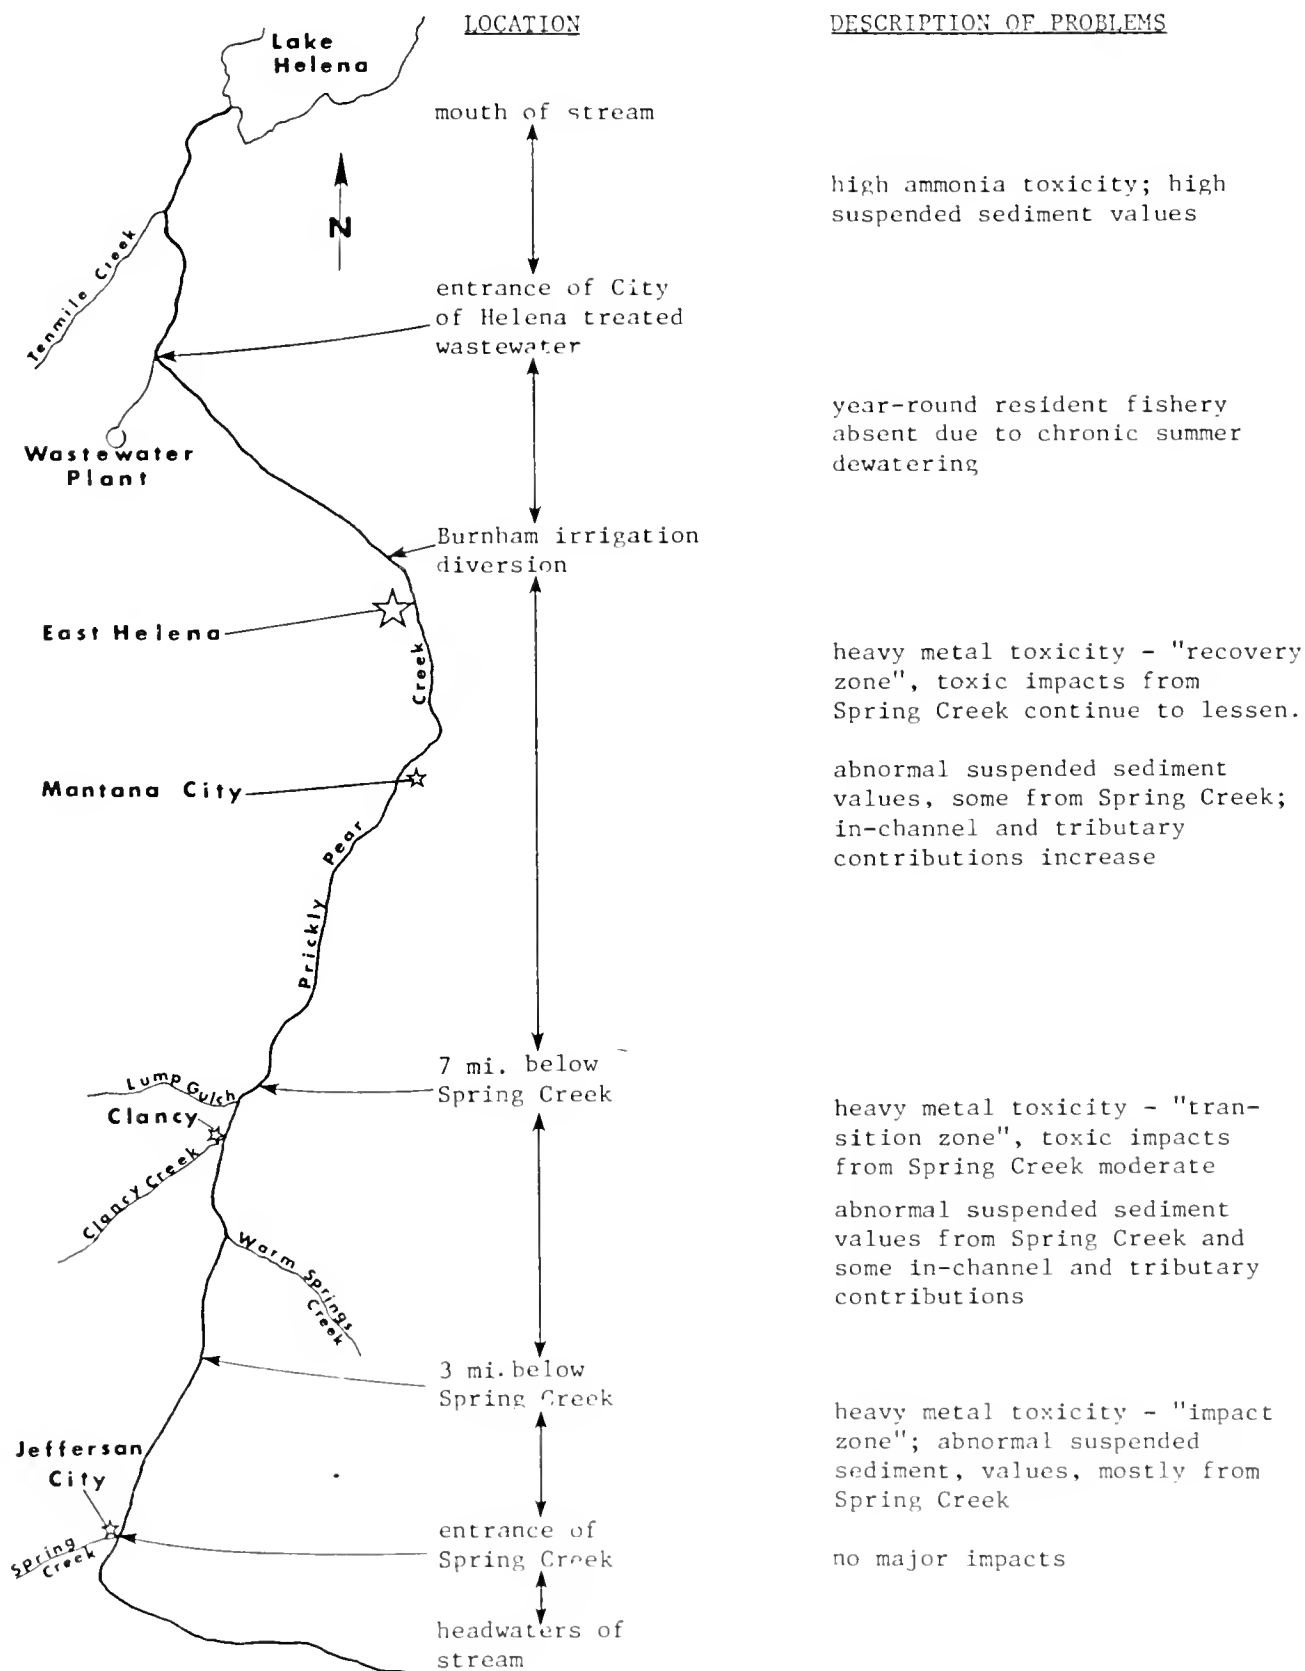 LOCATION
DESCRIPTION OF PROBLEMS
Lake
Helena
mouth of stream
N
high ammonia toxicity; high
suspended sediment values
Tenmile Creek
entrance of City
of Helena treated
wastewater
Wastewater
Plant
year-round resident fishery
absent due to chronic summer
dewatering
Burnham irrigation
diversion
East Helena
Creek
heavy metal toxicity - "recovery
zone", toxic impacts from
Spring Creek continue to lessen.
Mantana City
abnormal suspended sediment
values, some from Spring Creek;
in-channel and tributary
contributions increase
Pear
Prickly
7 mi. below
Spring Creek
Lump Gulch
Clancy
Clancy Creek
heavy metal toxicity - "tran-
sition zone", toxic impacts
from Spring Creek moderate
abnormal suspended sediment
values from Spring Creek and
some in-channel and tributary
contributions
Warm Springs
Creek
3 mi. below
Spring Creek
heavy metal toxicity - "impact
zone"; abnormal suspended
sediment, values, mostly from
Spring Creek
Jeffersan
City
Spring
Creek
entrance of
Spring Creek
no major impacts
headwaters of
stream